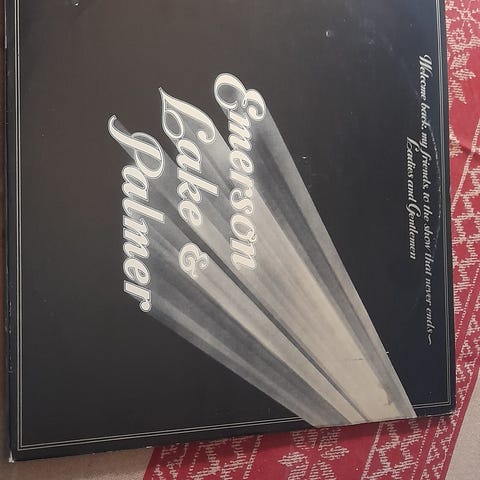 Welcome back, my friends, to the show that never ends~
Ladies and Gentlemen
Emerson
Lake &
Palmer